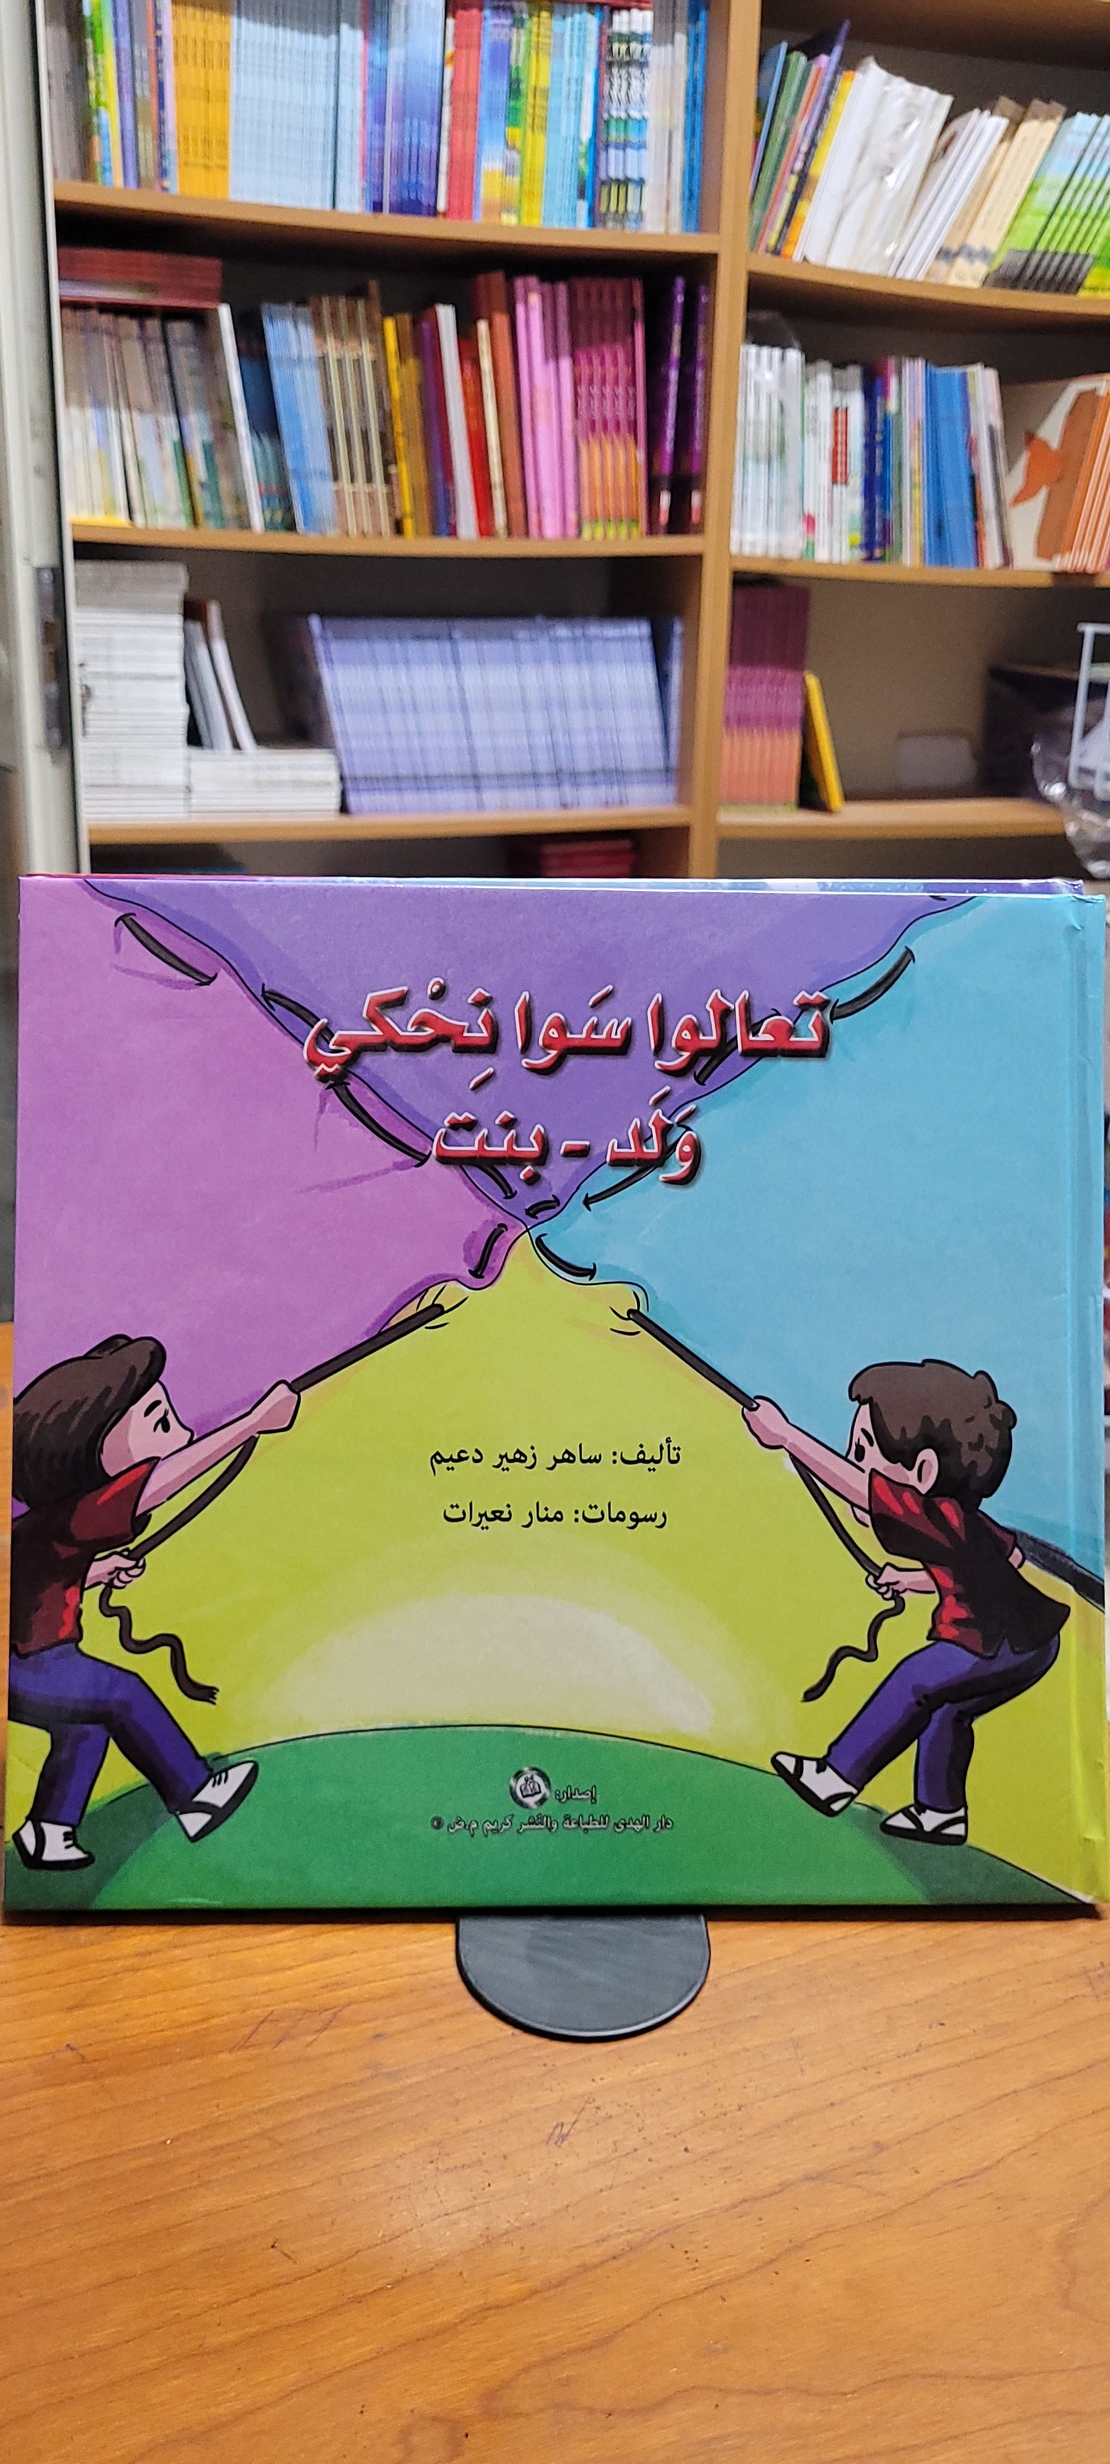 تعالوا سَوا نِحْكي
وَلَد - بنت
تأليف: ساهر زهير دعيم
رسومات: منار نعيرات
إصدار:
دار الهدى للطباعة والنشر كريم م.ض ©